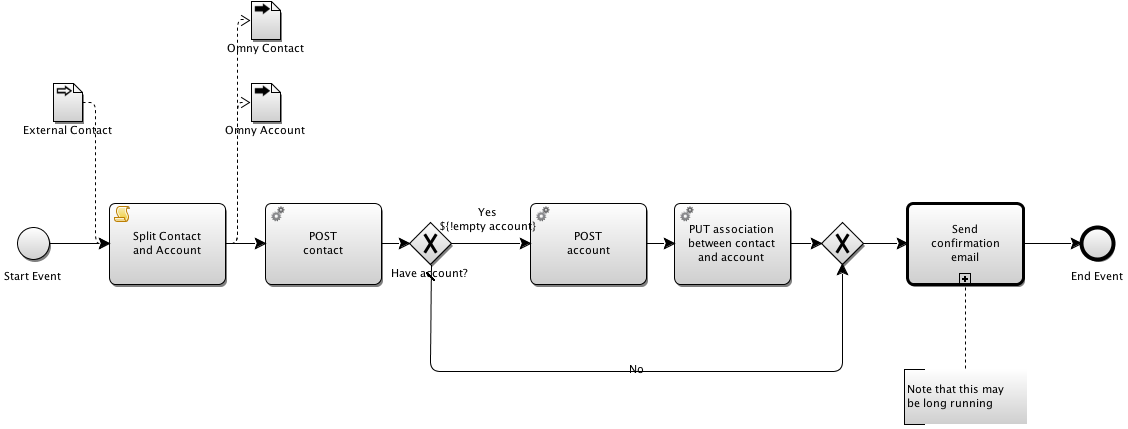 Omny Contact
External Contact
Omny Account
Start Event
Split Contact
and Account
POST
contact
Have account?
Yes
${!empty account}
POST
account
PUT association
between contact
and account
No
Send
confirmation
email
End Event
Note that this may
be long running